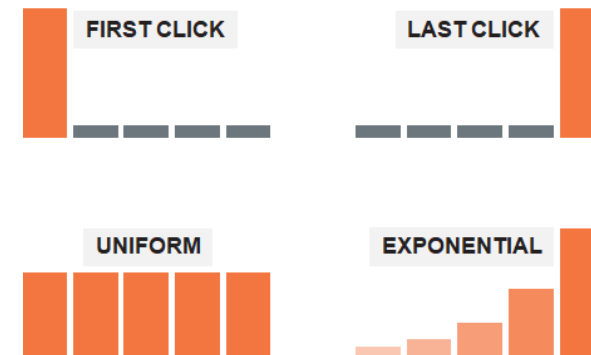 FIRST CLICK
LAST CLICK
UNIFORM
EXPONENTIAL